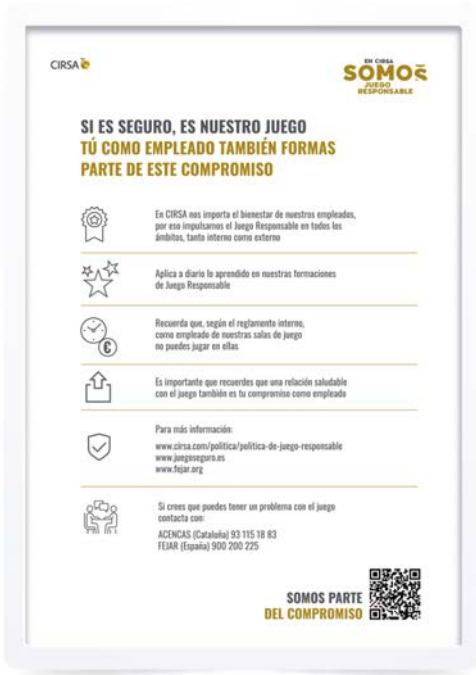 CIRSA
EN CIRSA
SOMOS
JUEGO
RESPONSABLE
SI ES SEGURO, ES NUESTRO JUEGO
TÚ COMO EMPLEADO TAMBIÉN FORMAS
PARTE DE ESTE COMPROMISO
En CIRSA nos importa el bienestar de nuestros empleados,
por eso impulsamos el Juego Responsable en todos los
ámbitos, tanto interno como externo
Aplica a diario lo aprendido en nuestras formaciones
de Juego Responsable
Recuerda que, según el reglamento interno,
como empleado de nuestras salas de juego
no puedes jugar en ellas
€
Es importante que recuerdes que una relación saludable
con el juego también es tu compromiso como empleado
Para más información:
www.cirsa.com/politica/politica-de-juego-responsable
www.juegoseguro.es
www.fejar.org
Si crees que puedes tener un problema con el juego
contacta con:
ACENCAS (Cataluña) 93 115 18 83
FEJAR (España) 900 200 225
SOMOS PARTE
DEL COMPROMISO